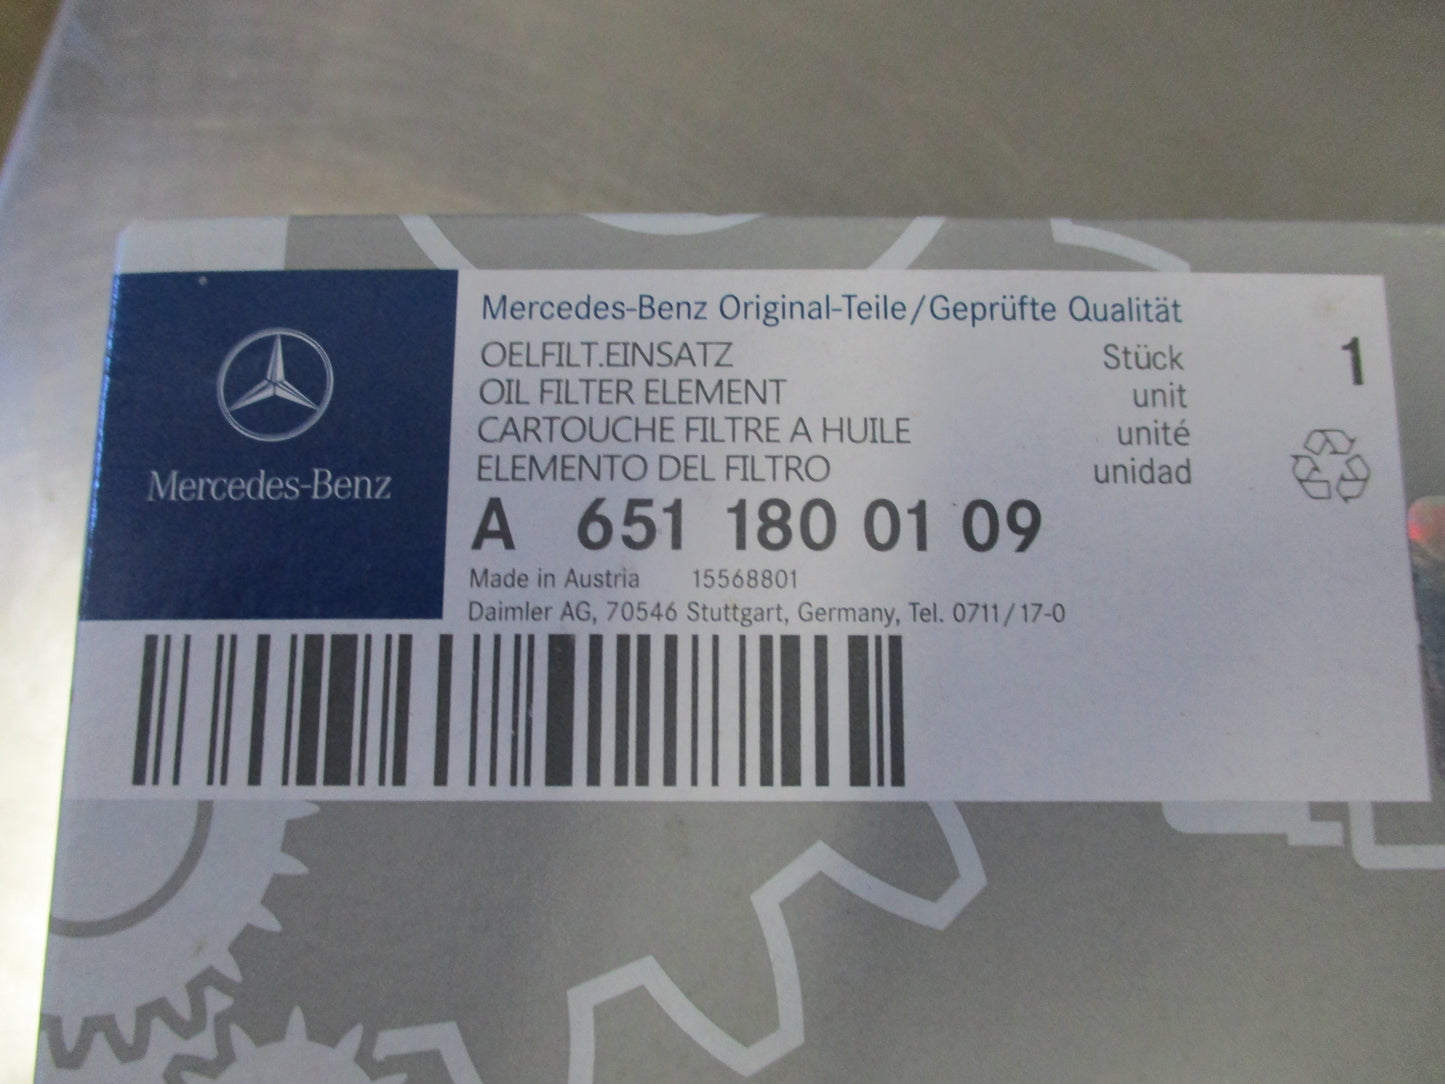 Mercedes-Benz
Mercedes-Benz Original-Teile/Geprüfte Qualität
OELFILT.EINSATZ Stück 1
OIL FILTER ELEMENT unit
CARTOUCHE FILTRE A HUILE unité
ELEMENTO DEL FILTRO unidad
A 651 180 01 09
Made in Austria 15568801
Daimler AG, 70546 Stuttgart, Germany, Tel. 0711/17-0